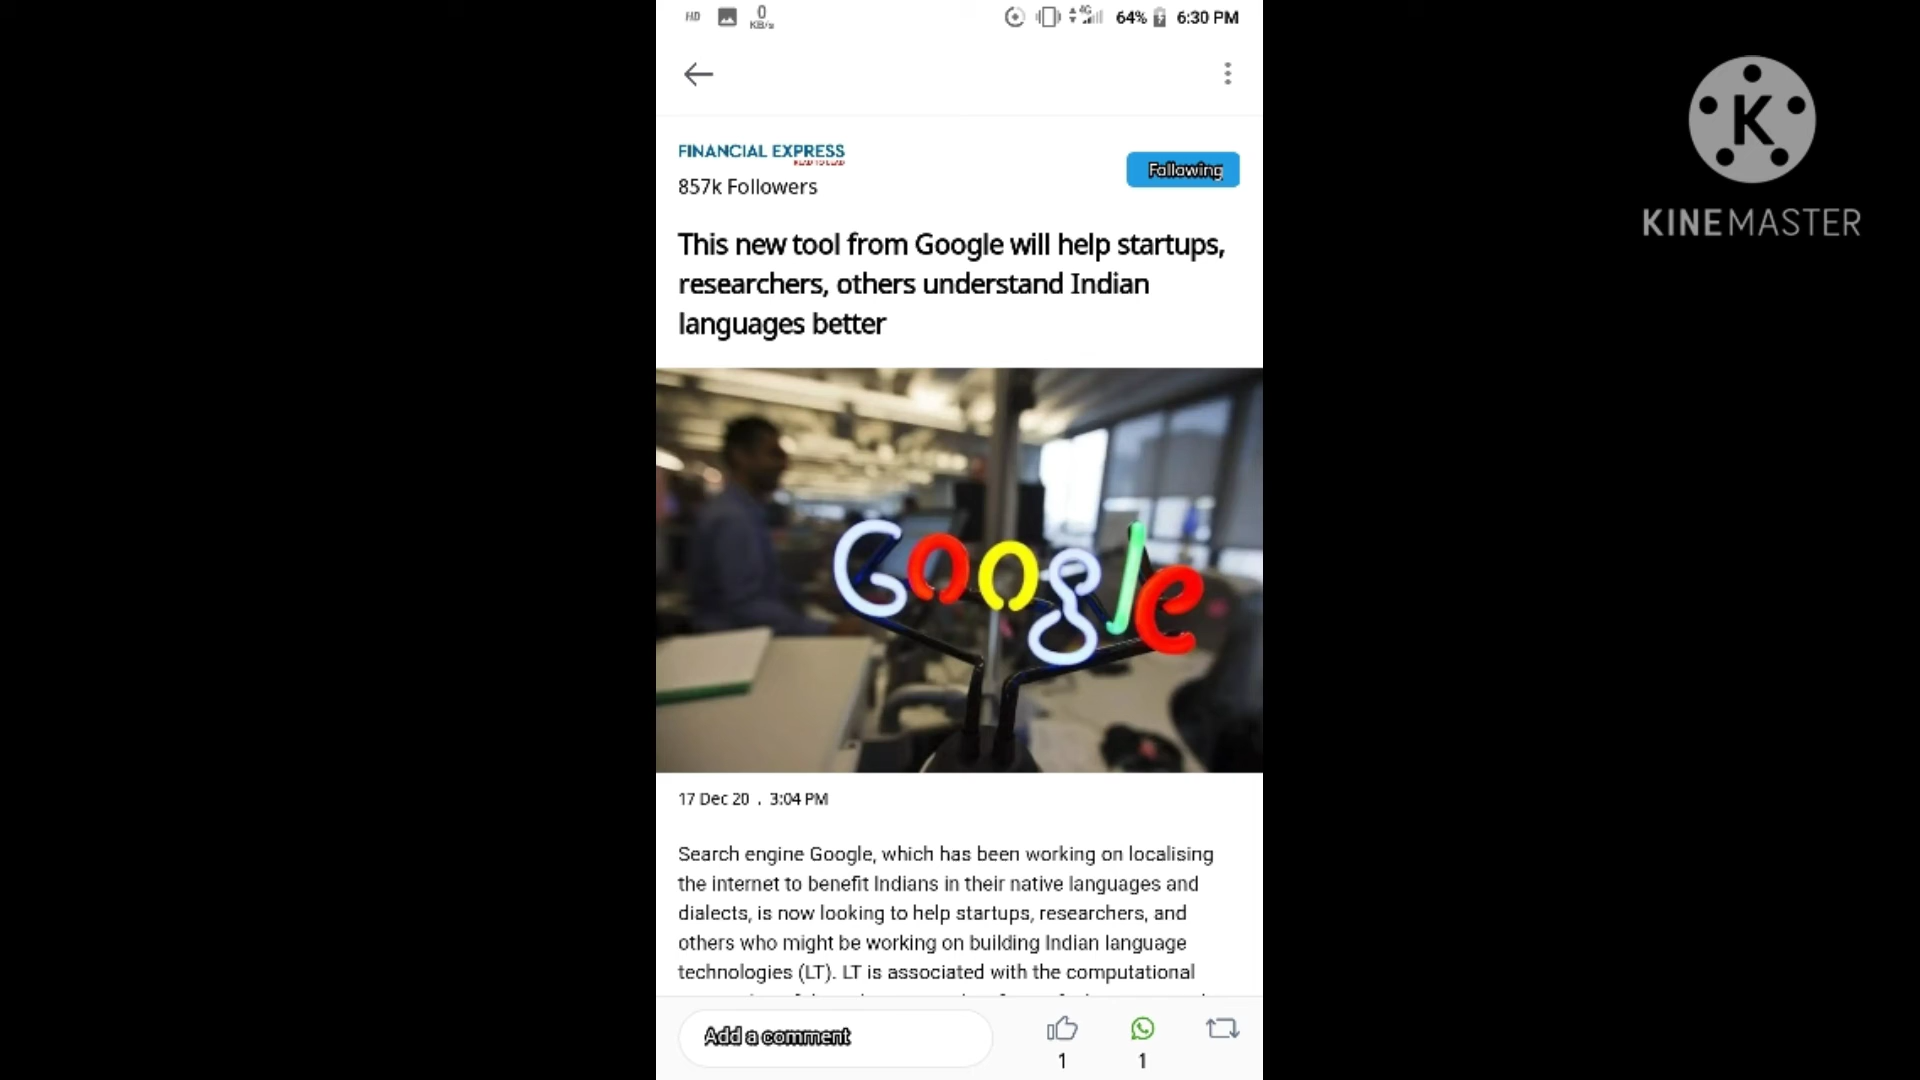 HD
0
KB/s
4G
64%
6:30 PM
K
KINEMASTER
FINANCIAL EXPRESS
READ TO LEAD
857k Followers
Following
This new tool from Google will help startups,
researchers, others understand Indian
languages better
Google
17 Dec 20 . 3:04 PM
Search engine Google, which has been working on localising
the internet to benefit Indians in their native languages and
dialects, is now looking to help startups, researchers, and
others who might be working on building Indian language
technologies (LT). LT is associated with the computational
Add a comment
1
1